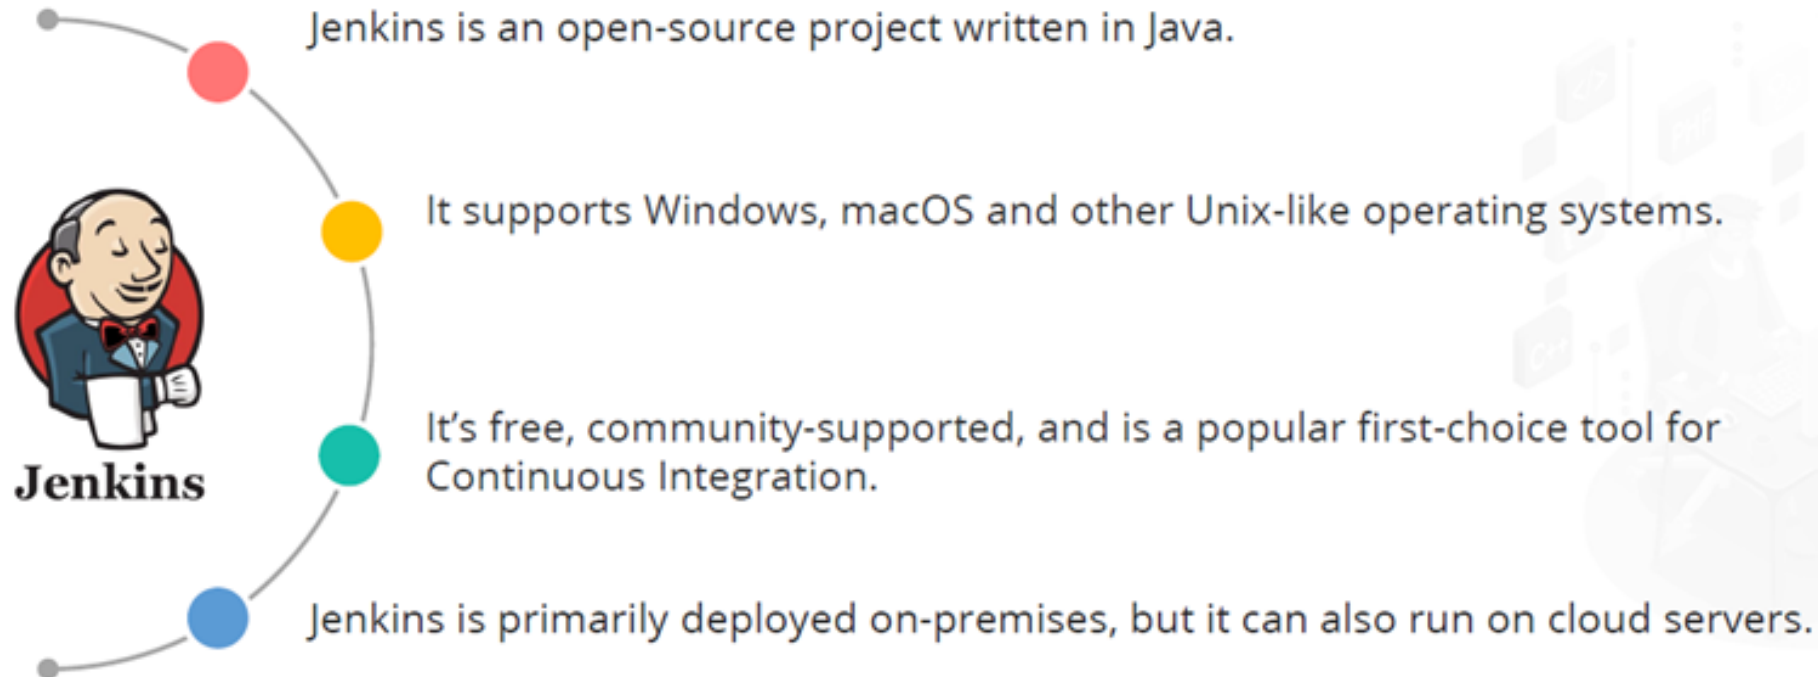 Jenkins is an open-source project written in Java.
It supports Windows, macOS and other Unix-like operating systems.
It’s free, community-supported, and is a popular first-choice tool for
Continuous Integration.
Jenkins is primarily deployed on-premises, but it can also run on cloud servers.
Jenkins
</>
PHP
C++